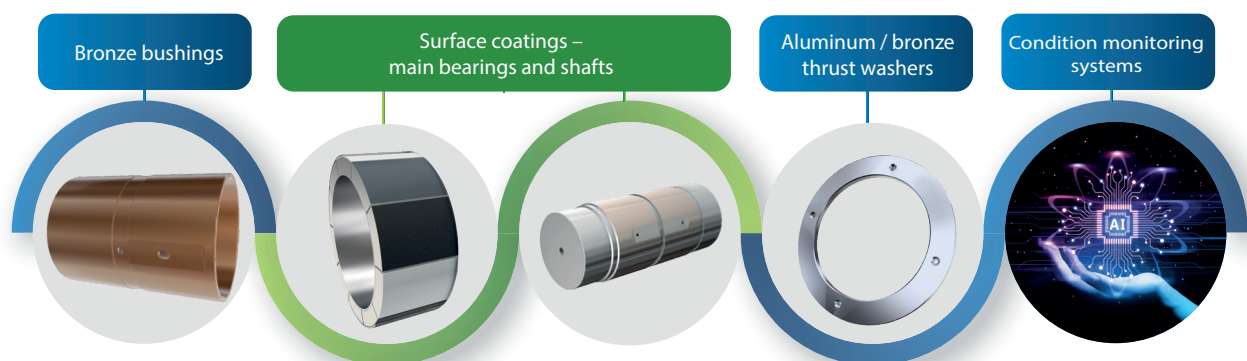 Bronze bushings
Surface coatings –
main bearings and shafts
Aluminum / bronze
thrust washers
Condition monitoring
systems
AI